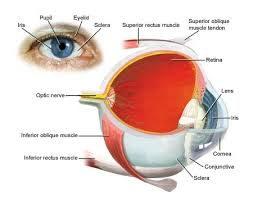 Pupil
Eyelid
Iris
Sclera
Superior rectus muscle
Superior oblique
muscle tendon
Retina
Optic nerve
Lens
Iris
Inferior oblique muscle
Cornea
Inferior rectus muscle
Conjunctiva
Sclera